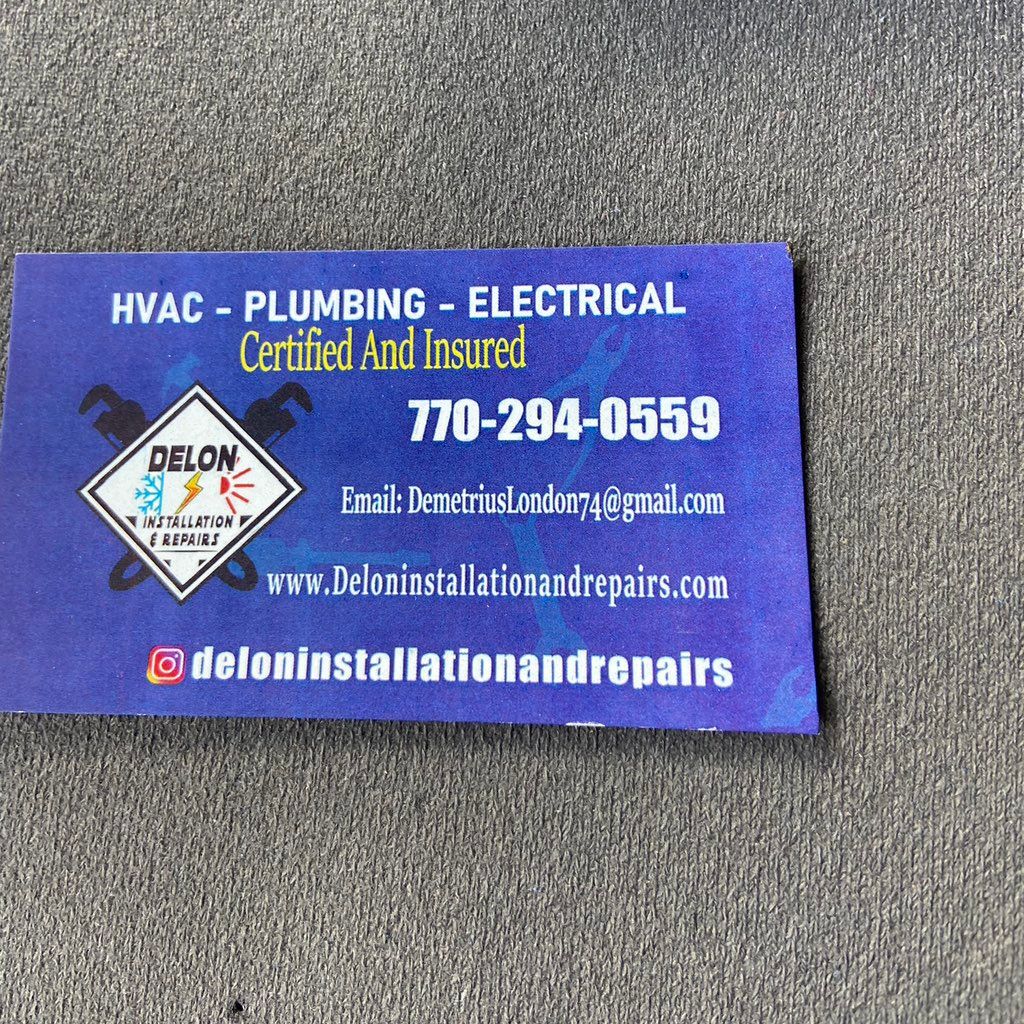 HVAC - PLUMBING - ELECTRICAL
Certified And Insured
770-294-0559
DELON
INSTALLATION
& REPAIRS
Email: DemetriusLondon74@gmail.com
www.Deloninstallationandrepairs.com
deloninstallationandrepairs